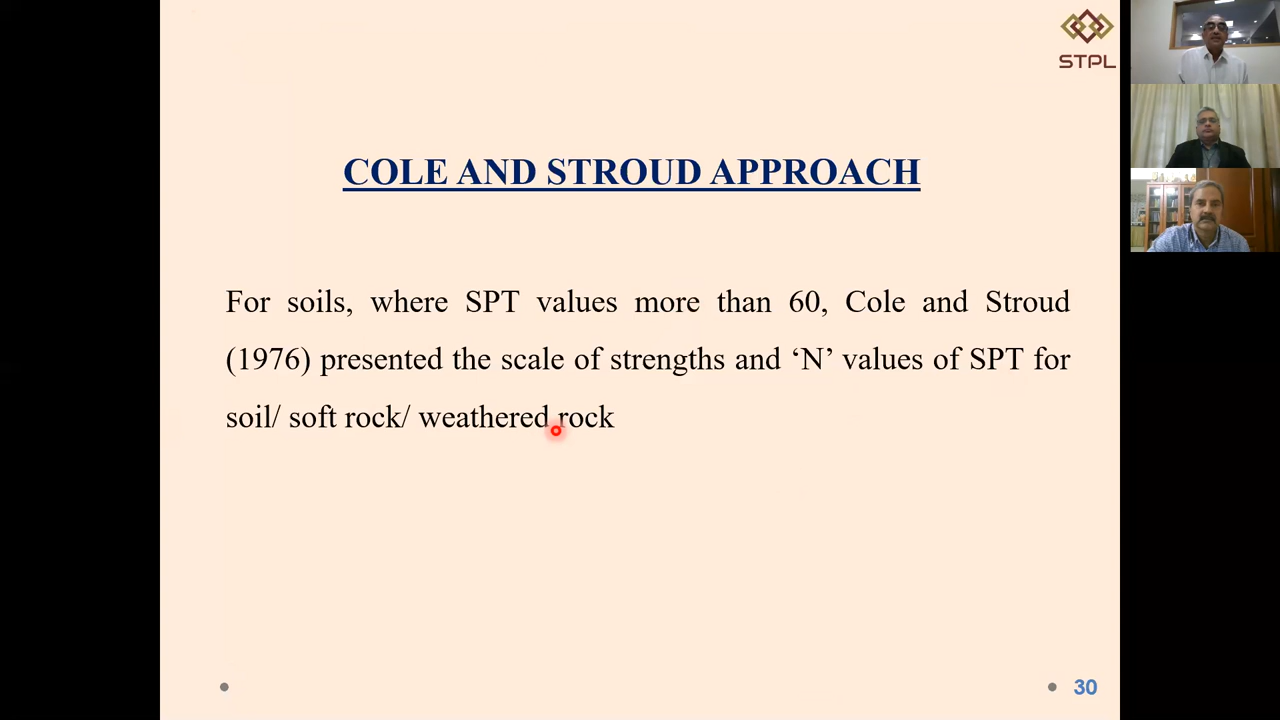 STPL
COLE AND STROUD APPROACH
For soils, where SPT values more than 60, Cole and Stroud
(1976) presented the scale of strengths and ‘N’ values of SPT for
soil/ soft rock/ weathered rock
30